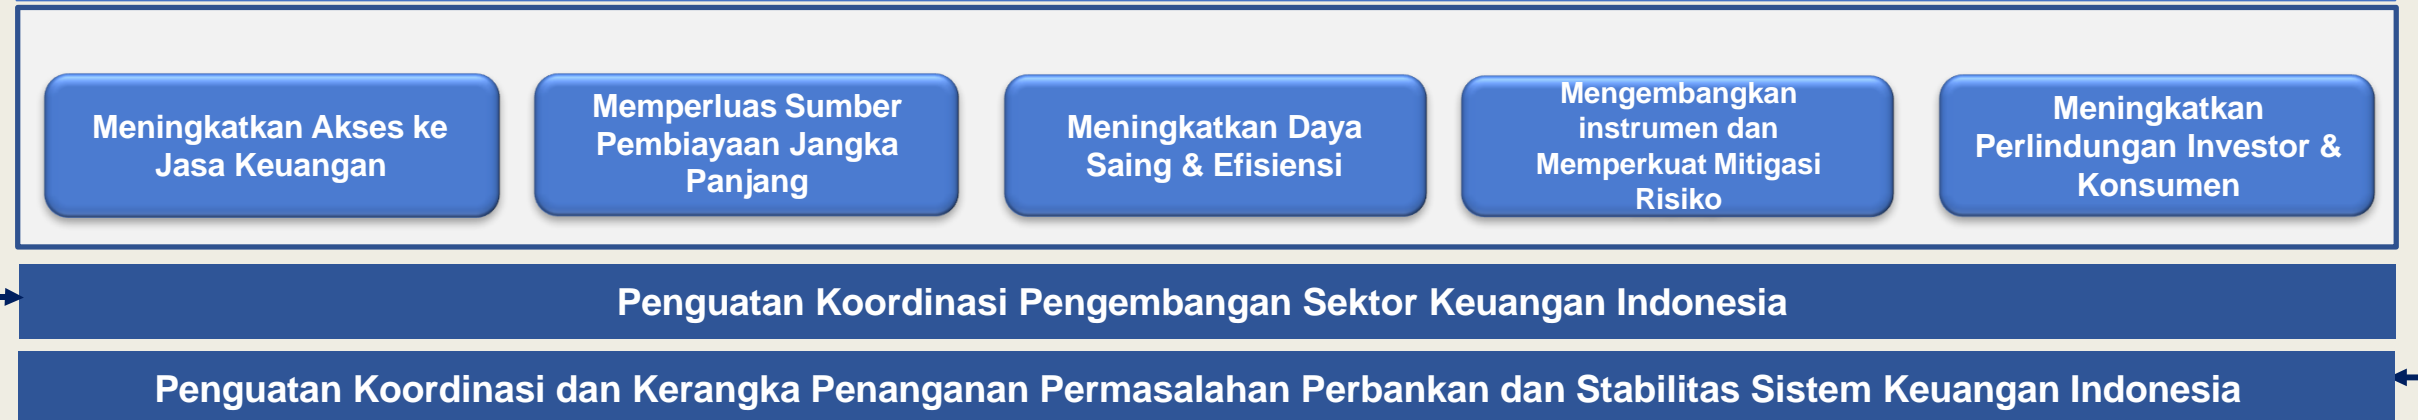 Meningkatkan Akses ke
Jasa Keuangan
Memperluas Sumber
Pembiayaan Jangka
Panjang
Meningkatkan Daya
Saing & Efisiensi
Mengembangkan
instrumen dan
Memperkuat Mitigasi
Risiko
Meningkatkan
Perlindungan Investor &
Konsumen
Penguatan Koordinasi Pengembangan Sektor Keuangan Indonesia
Penguatan Koordinasi dan Kerangka Penanganan Permasalahan Perbankan dan Stabilitas Sistem Keuangan Indonesia